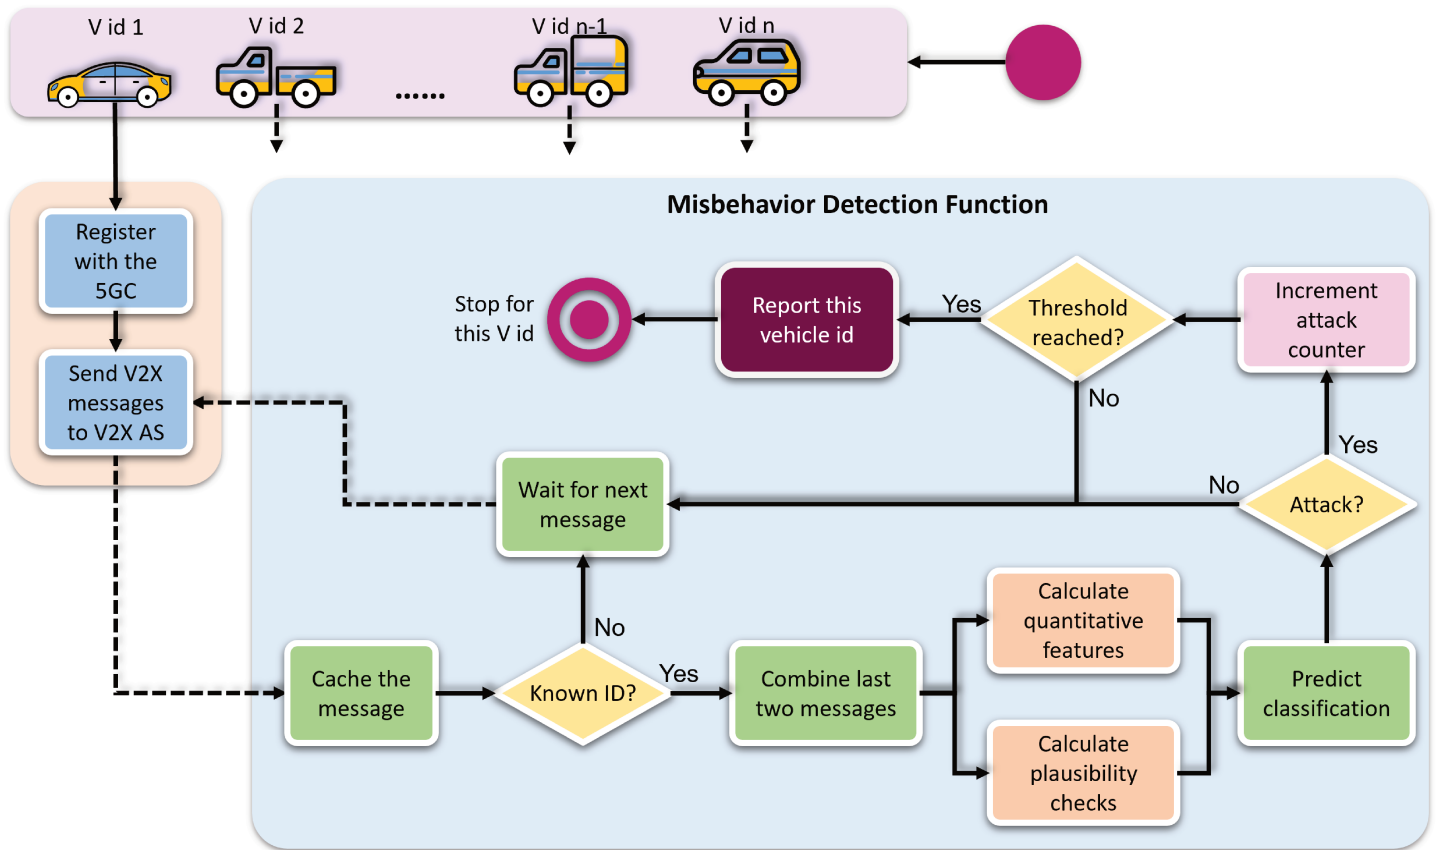 V id 1
V id 2
......
V id n-1
V id n
Register
with the
5GC
Send V2X
messages
to V2X AS
Misbehavior Detection Function
Stop for
this V id
Report this
vehicle id
Yes
Threshold
reached?
No
Increment
attack
counter
Yes
Attack?
No
Wait for next
message
No
Cache the
message
Known ID?
Yes
Combine last
two messages
Calculate
quantitative
features
Calculate
plausibility
checks
Predict
classification